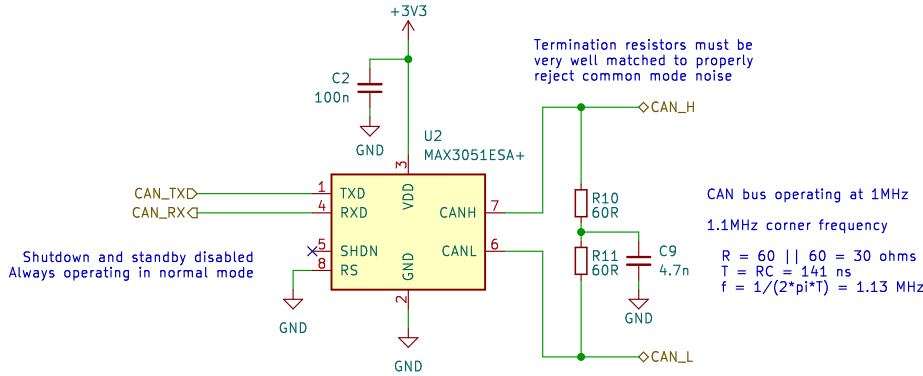 +3V3
C2
100n
GND
U2
MAX3051ESA+
Termination resistors must be
very well matched to properly
reject common mode noise
CAN_H
CAN_TX
CAN_RX
1
4
5
8
TXD
RXD
SHDN
RS
3
VDD
GND
2
CANH
CANL
7
6
Shutdown and standby disabled
Always operating in normal mode
GND
GND
R10
60R
R11
60R
C9
4.7n
GND
CAN_L
CAN bus operating at 1MHz
1.1MHz corner frequency
R = 60 || 60 = 30 ohms
T = RC = 141 ns
f = 1/(2*pi*T) = 1.13 MHz